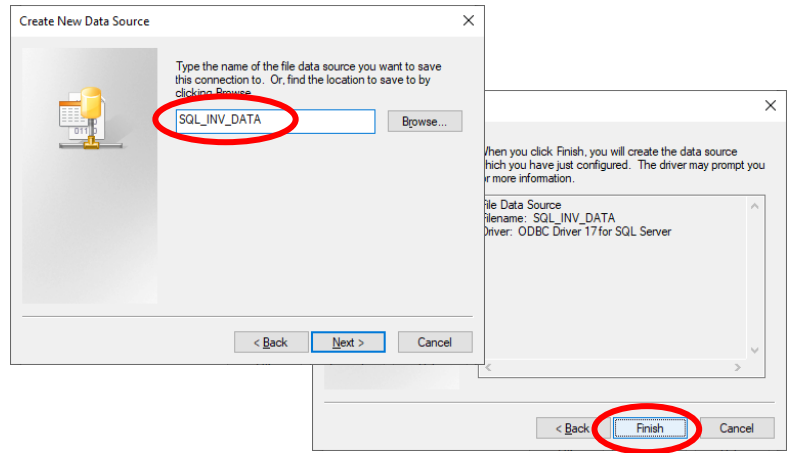 Create New Data Source
Type the name of the file data source you want to save
this connection to. Or, find the location to save to by
clicking Browse
SQL_INV_DATA
Browse...
0111 0
< Back
Next >
Cancel
When you click Finish, you will create the data source
which you have just configured. The driver may prompt you
or more information.
File Data Source
Filename: SQL_INV_DATA
Driver: ODBC Driver 17 for SQL Server
< Back
Finish
Cancel